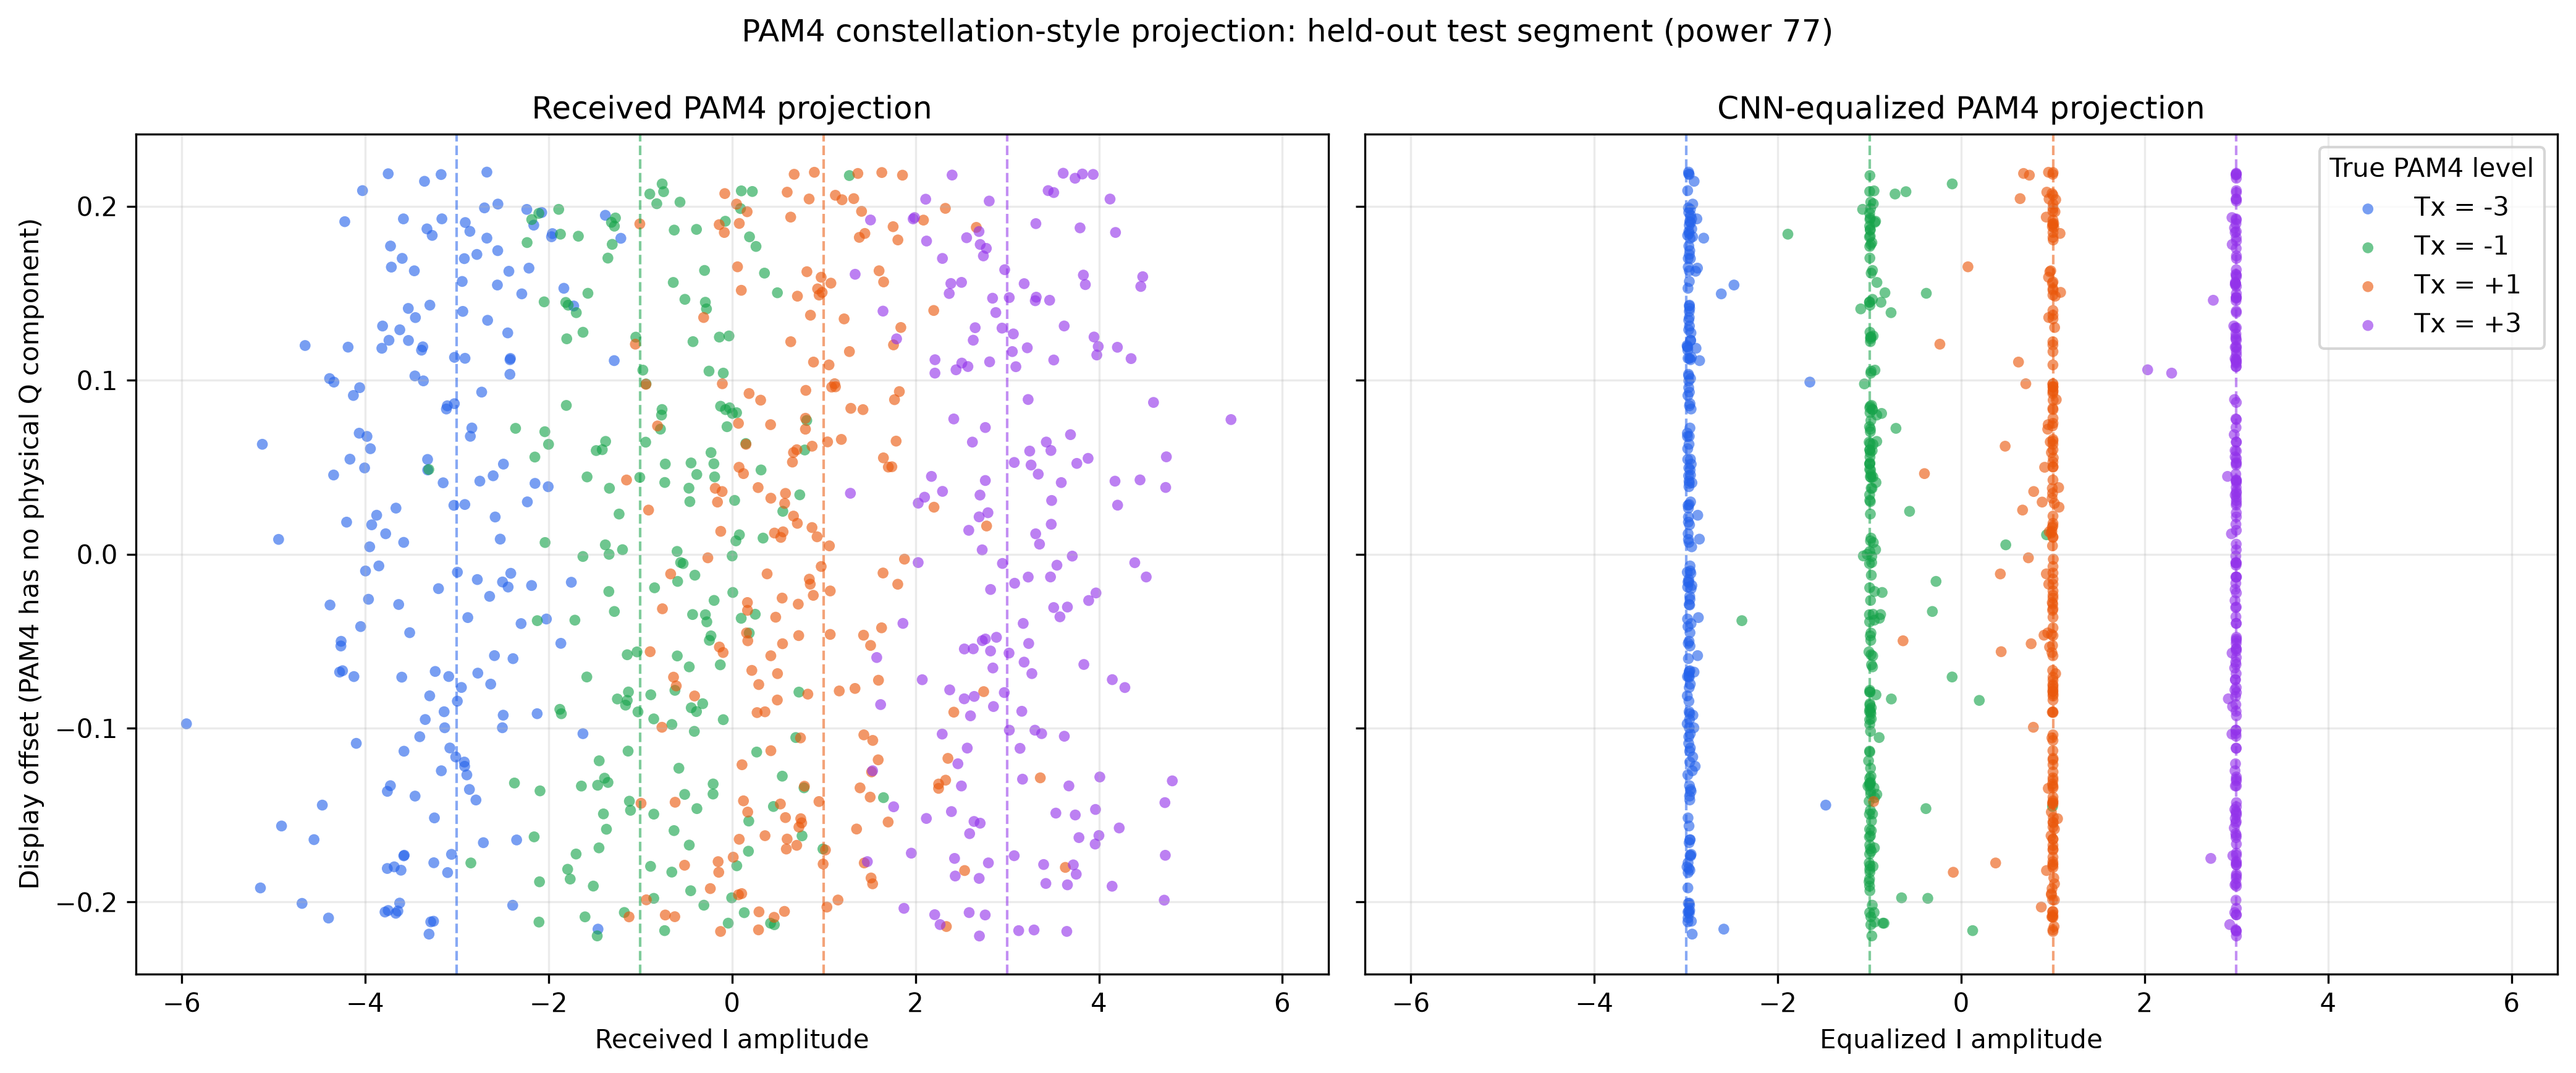 PAM4 constellation-style projection: held-out test segment (power 77)
Received PAM4 projection
CNN-equalized PAM4 projection
Display offset (PAM4 has no physical Q component)
0.2
0.1
0.0
−0.1
−0.2
−6
−4
−2
0
2
4
6
Received I amplitude
True PAM4 level
Tx = -3
Tx = -1
Tx = +1
Tx = +3
−6
−4
−2
0
2
4
6
Equalized I amplitude